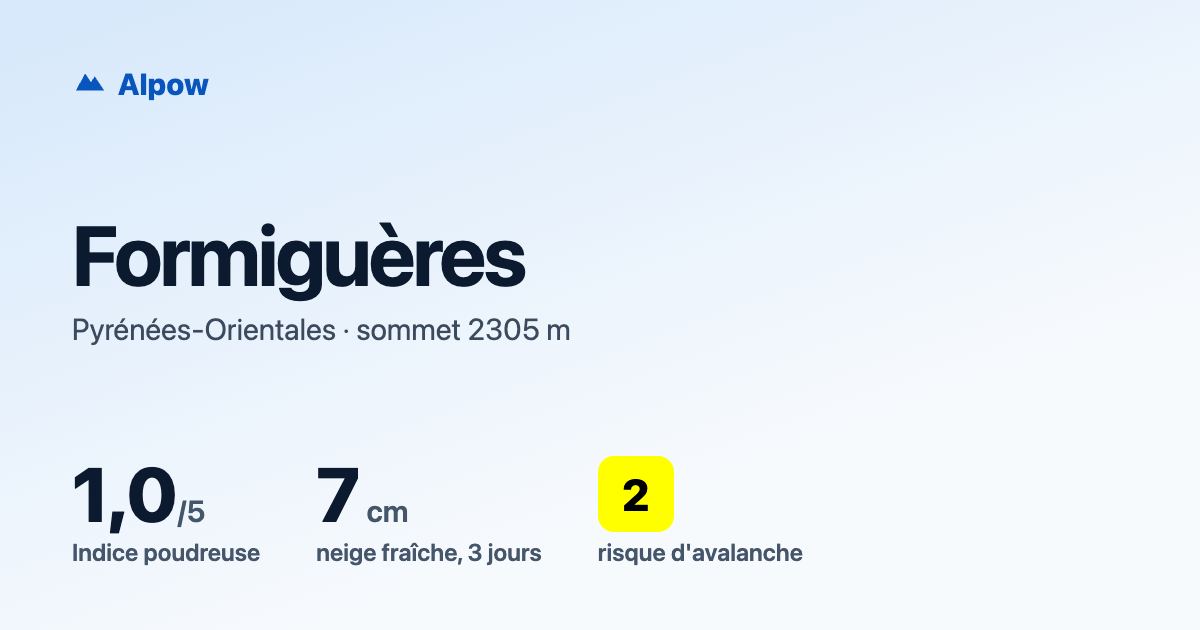 Alpow
Formiguères
Pyrénées-Orientales · sommet 2305 m
1,0/5
Indice poudreuse
7 cm
neige fraîche, 3 jours
2
risque d'avalanche